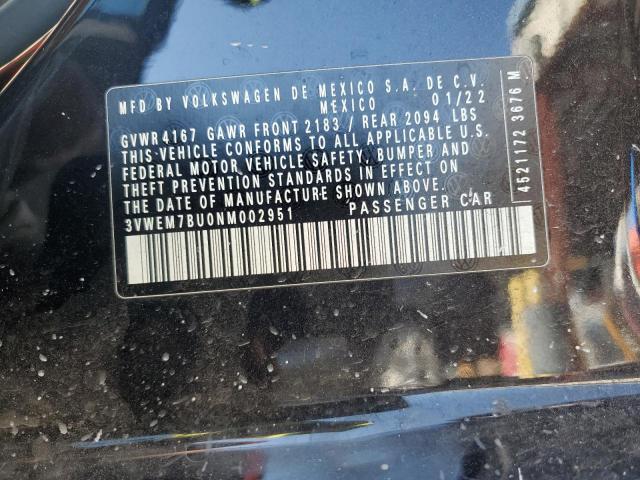 MFD BY VOLKSWAGEN DE MEXICO S.A. DE C.V.
MEXICO 01/22
GVWR 4167 GAWR FRONT 2183 / REAR 2094 LBS
THIS VEHICLE CONFORMS TO ALL APPLICABLE U.S.
FEDERAL MOTOR VEHICLE SAFETY, BUMPER AND
THEFT PREVENTION STANDARDS IN EFFECT ON
THE DATE OF MANUFACTURE SHOWN ABOVE.
3VWEM7BU0NM002951 PASSENGER CAR
4521172 3676 M